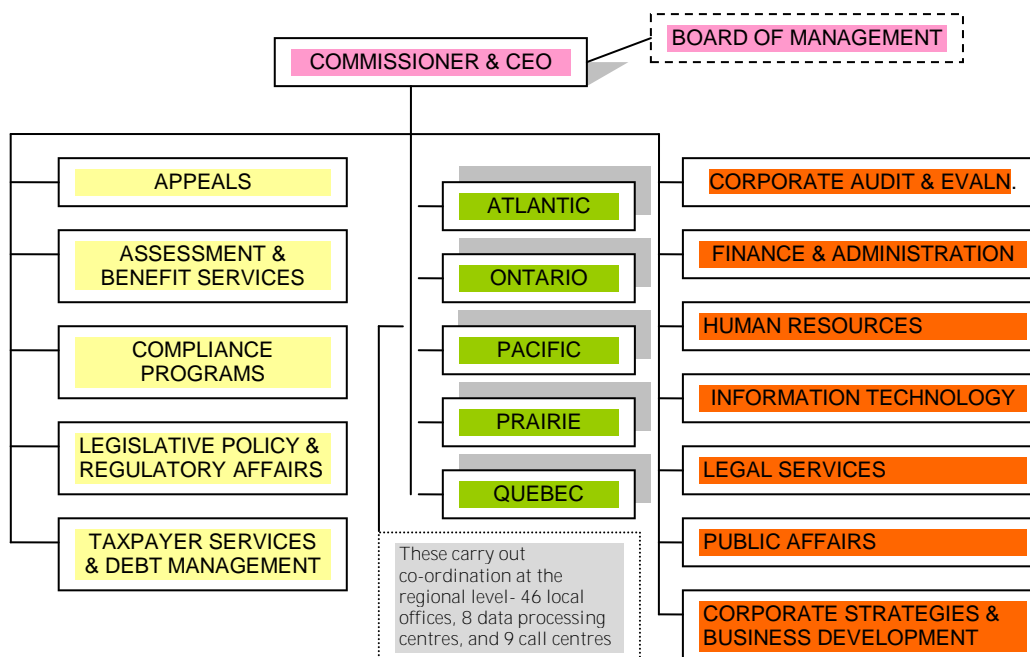 BOARD OF MANAGEMENT
COMMISSIONER & CEO
APPEALS
ASSESSMENT &
BENEFIT SERVICES
COMPLIANCE
PROGRAMS
LEGISLATIVE POLICY &
REGULATORY AFFAIRS
TAXPAYER SERVICES
& DEBT MANAGEMENT
ATLANTIC
ONTARIO
PACIFIC
PRAIRIE
QUEBEC
These carry out
co-ordination at the
regional level- 46 local
offices, 8 data processing
centres, and 9 call centres
CORPORATE AUDIT & EVALN.
FINANCE & ADMINISTRATION
HUMAN RESOURCES
INFORMATION TECHNOLOGY
LEGAL SERVICES
PUBLIC AFFAIRS
CORPORATE STRATEGIES &
BUSINESS DEVELOPMENT